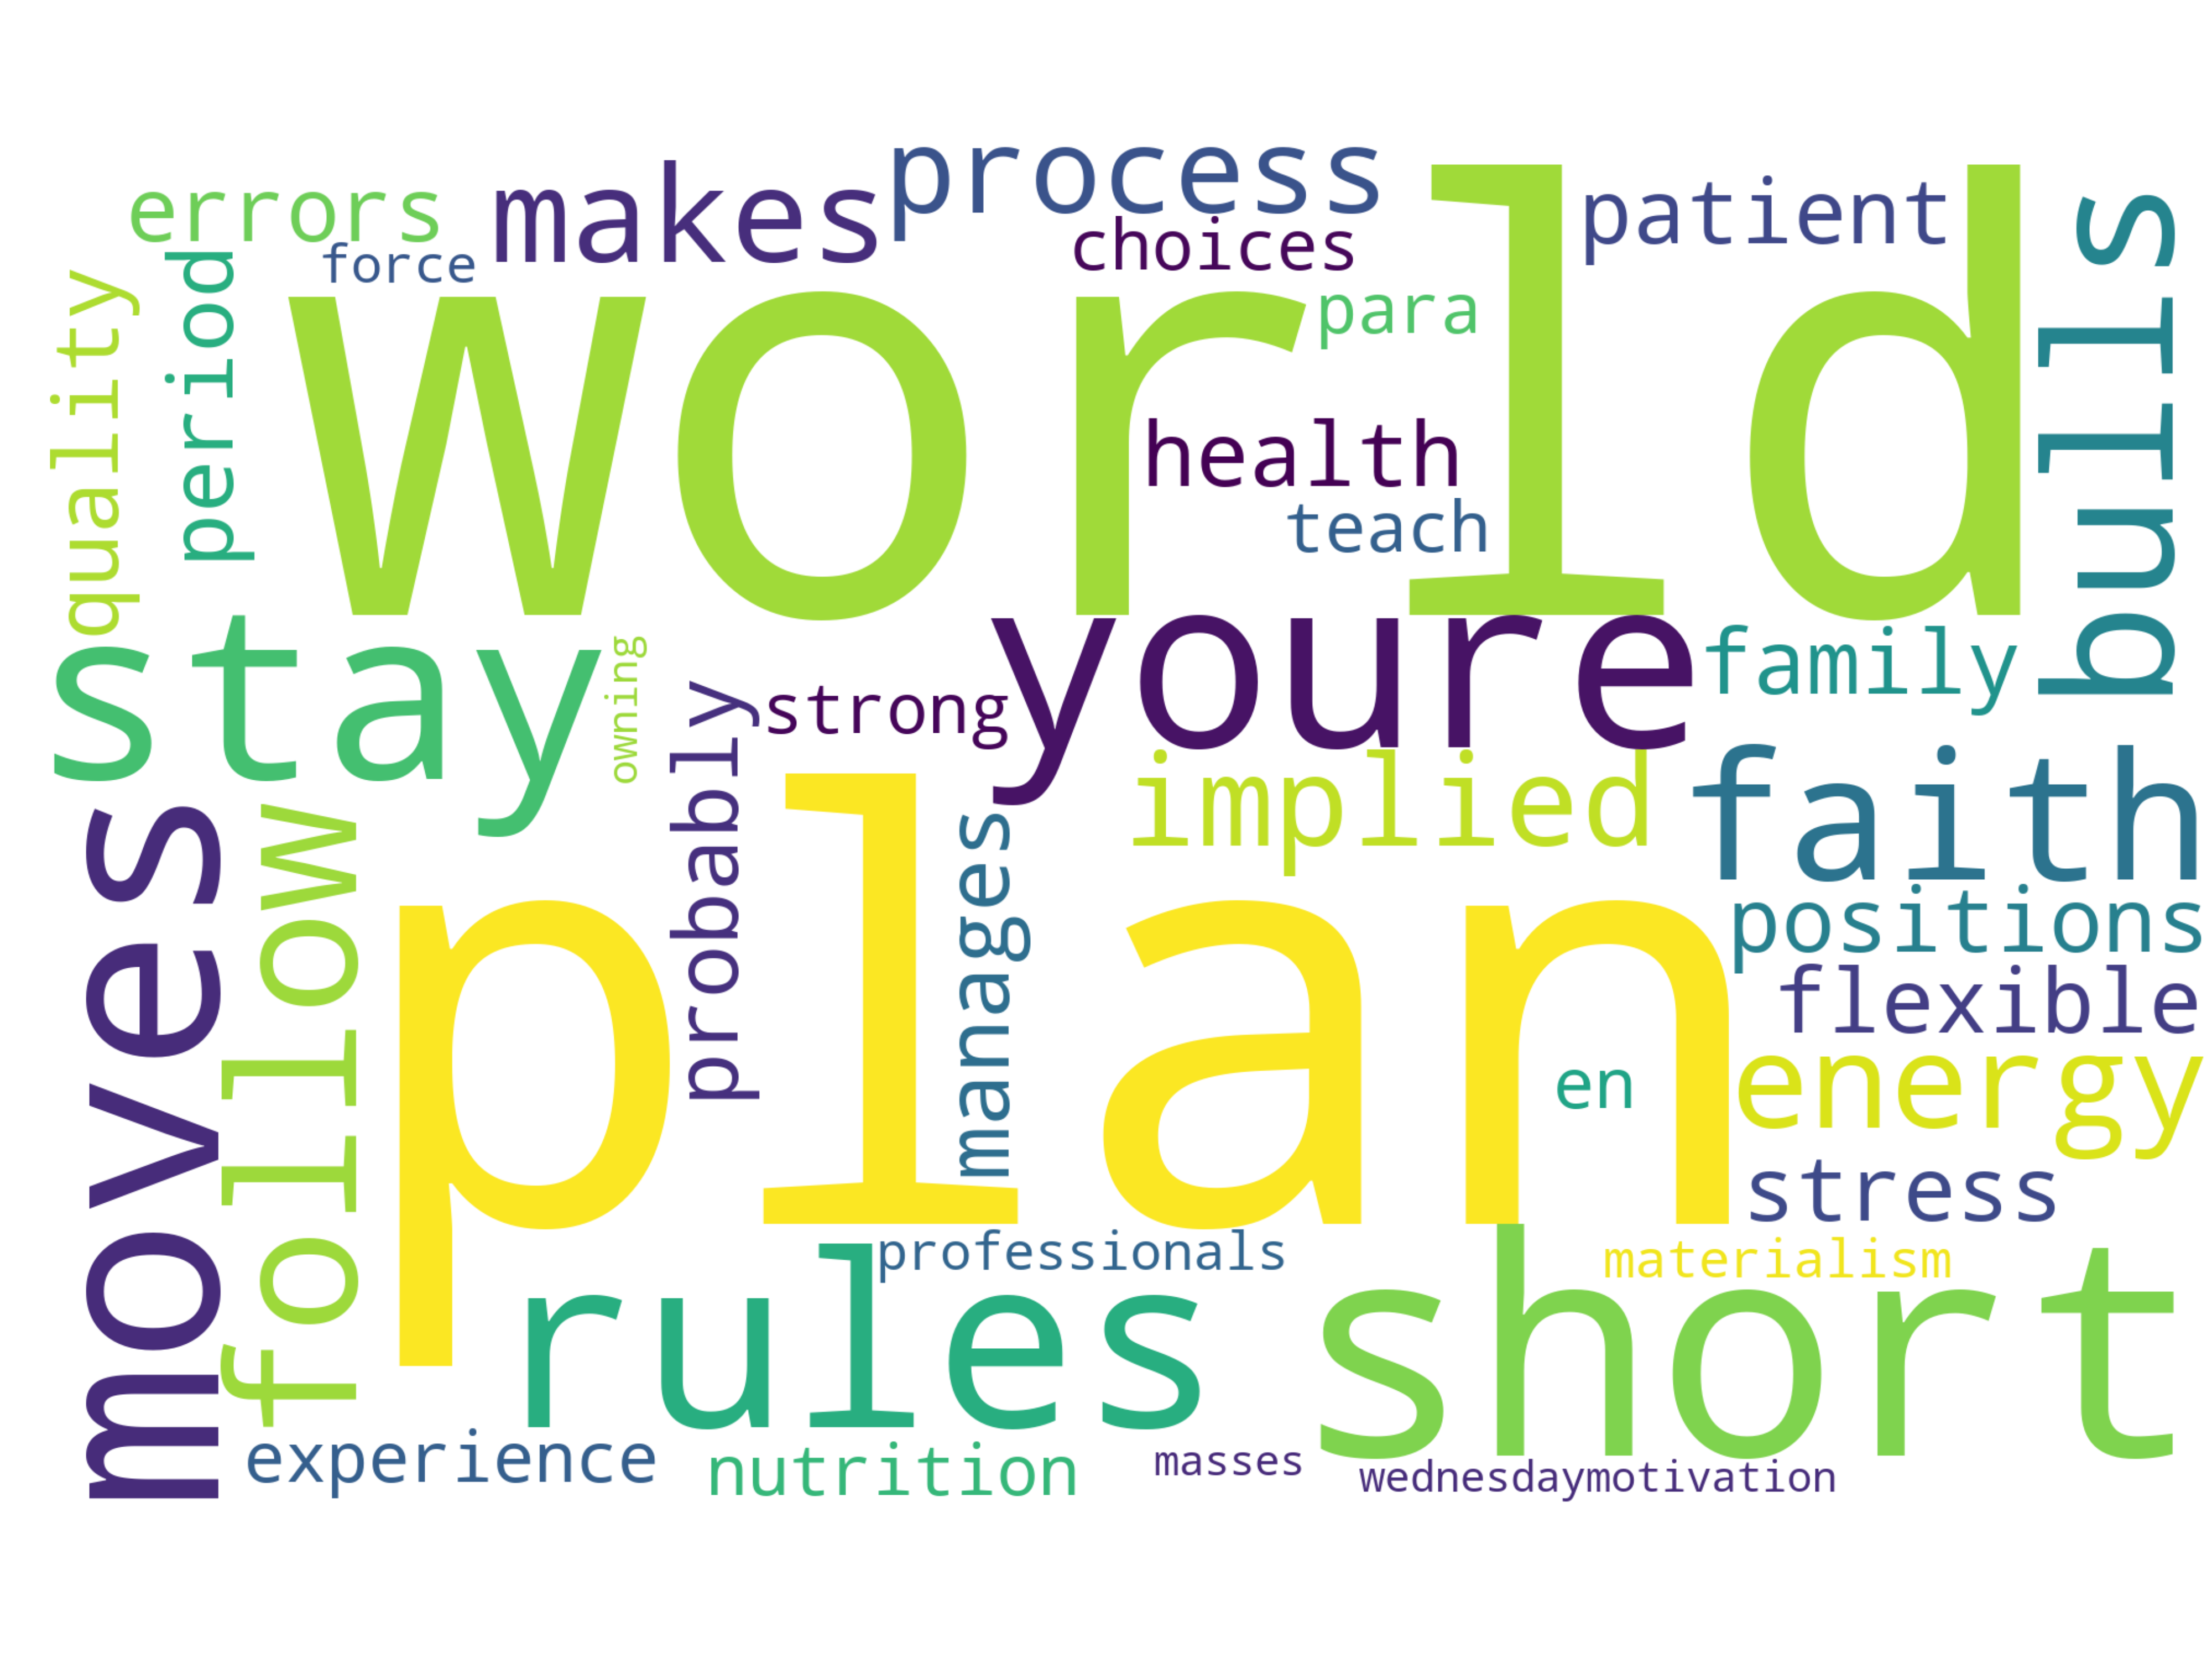 process
makes
patient
errors
bulls
choices
force
period
quality
world
para
health
teach
stay
youre
family
owning
strong
probably
faith
implied
moves
follow
manages
plan
positions
flexible
en
energy
stress
professionals
materialism
rules
short
experience
nutrition
masses
wednesdaymotivation